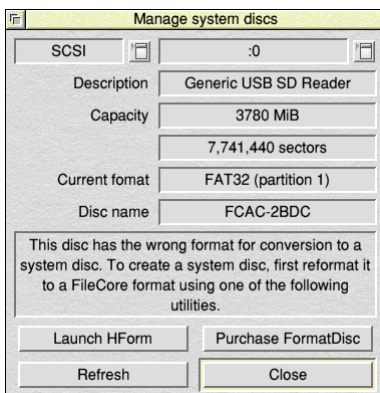 Manage system discs
SCSI :0
Description Generic USB SD Reader
Capacity 3780 MiB
7,741,440 sectors
Current fomat FAT32 (partition 1)
Disc name FCAC-2BDC
This disc has the wrong format for conversion to a
system disc. To create a system disc, first reformat it
to a FileCore format using one of the following
utilities.
Launch HForm Purchase FormatDisc
Refresh Close